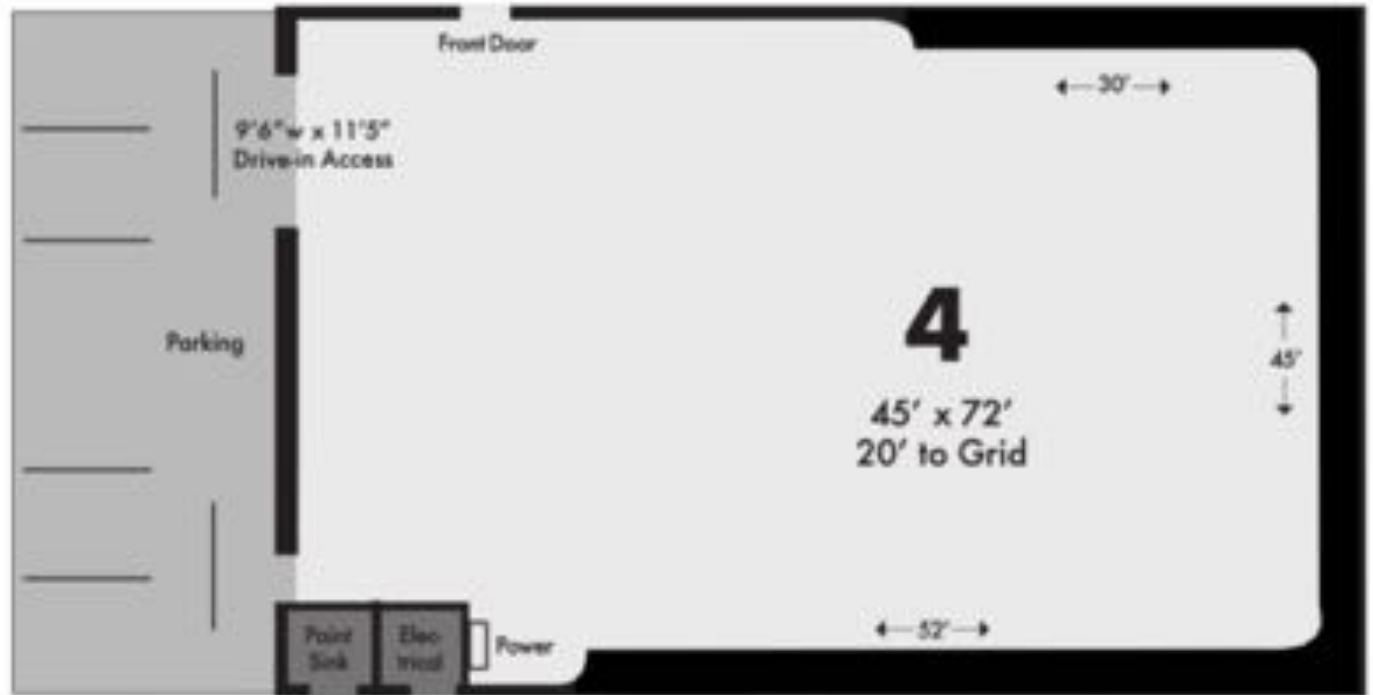 Front Door
30'
9'6"w x 11'5"
Drive-in Access
Parking
4
45'
45' x 72'
20' to Grid
52'
Paint
Sink
Elec-
trical
Power